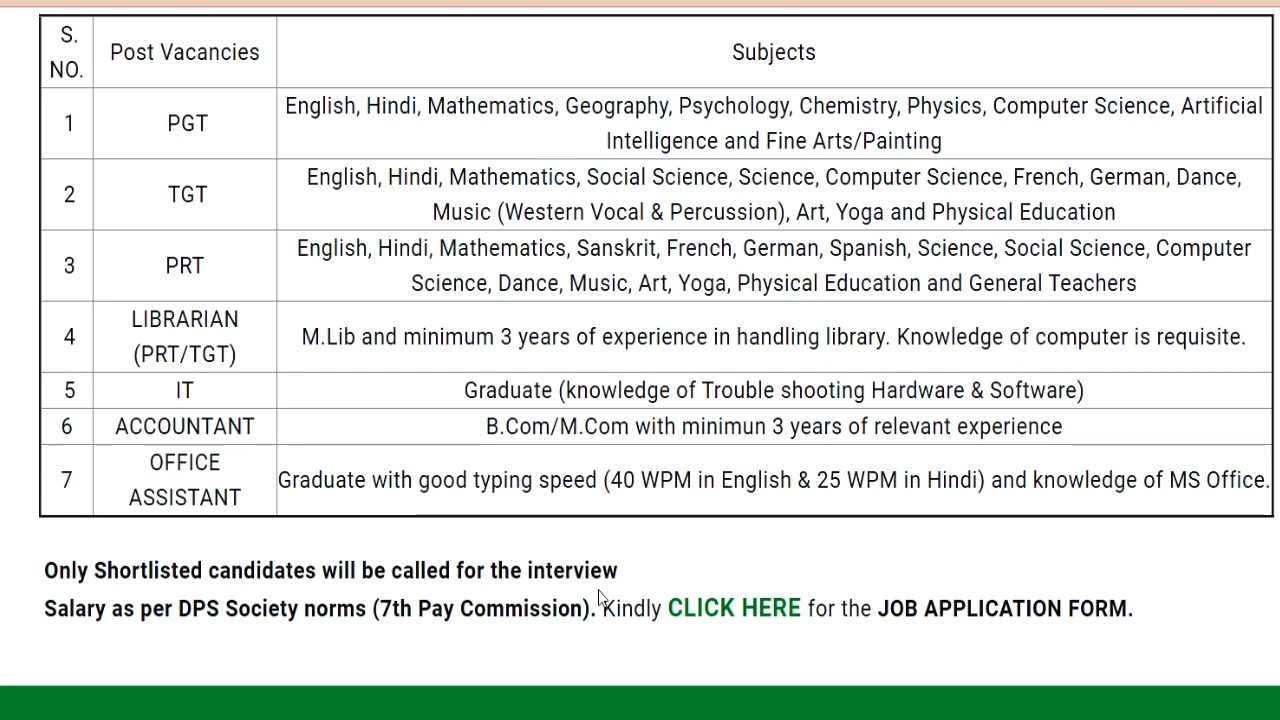 S. NO. Post Vacancies Subjects
1 PGT English, Hindi, Mathematics, Geography, Psychology, Chemistry, Physics, Computer Science, Artificial
Intelligence and Fine Arts/Painting
2 TGT English, Hindi, Mathematics, Social Science, Science, Computer Science, French, German, Dance,
Music (Western Vocal & Percussion), Art, Yoga and Physical Education
3 PRT English, Hindi, Mathematics, Sanskrit, French, German, Spanish, Science, Social Science, Computer
Science, Dance, Music, Art, Yoga, Physical Education and General Teachers
4 LIBRARIAN (PRT/TGT) M.Lib and minimum 3 years of experience in handling library. Knowledge of computer is requisite.
5 IT Graduate (knowledge of Trouble shooting Hardware & Software)
6 ACCOUNTANT B.Com/M.Com with minimun 3 years of relevant experience
7 OFFICE ASSISTANT Graduate with good typing speed (40 WPM in English & 25 WPM in Hindi) and knowledge of MS Office.
Only Shortlisted candidates will be called for the interview
Salary as per DPS Society norms (7th Pay Commission). Kindly CLICK HERE for the JOB APPLICATION FORM.